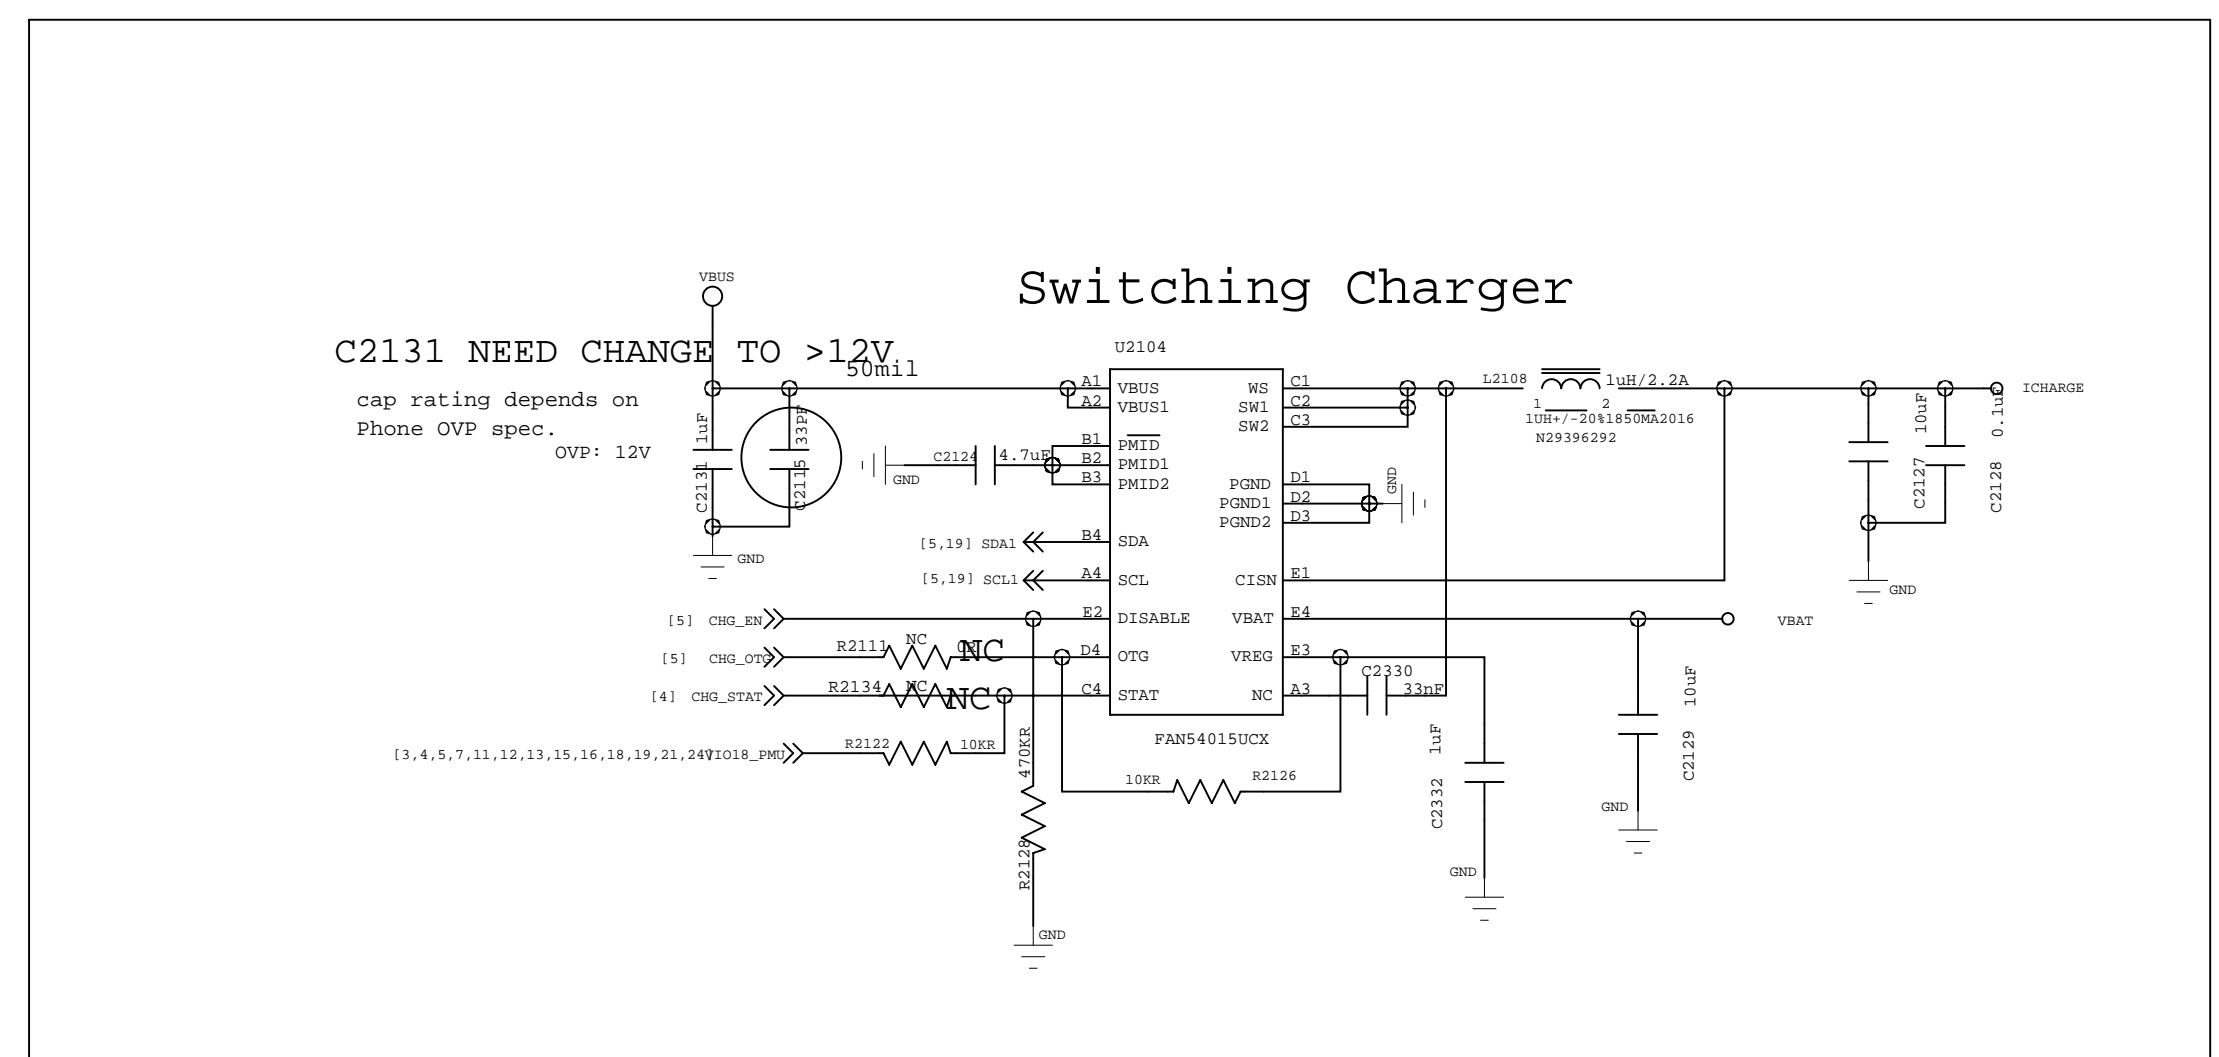 Switching Charger
VBUS
C2131 NEED CHANGE TO >12V
50mil
cap rating depends on
Phone OVP spec.
OVP: 12V
C2131 1uF
C2115 33PF
GND
U2104
A1 VBUS
A2 VBUS1
B1 PMID
B2 PMID1
B3 PMID2
B4 SDA
A4 SCL
E2 DISABLE
D4 OTG
C4 STAT
WS C1
SW1 C2
SW2 C3
PGND D1
PGND1 D2
PGND2 D3
CISN E1
VBAT E4
VREG E3
NC A3
FAN54015UCX
GND
C2124 4.7uF
[5,19] SDA1
[5,19] SCL1
[5] CHG_EN
[5] CHG_OTG
R2111 NC 0R NC
[4] CHG_STAT
R2134 NC NC
[3,4,5,7,11,12,13,15,16,18,19,21,24] VIO18_PMU
R2122 10KR
R2128 470KR
GND
10KR R2126
GND
L2108 1uH/2.2A
1 2
1UH+/-20%1850MA2016
N29396292
ICHARGE
C2127 10uF
C2128 0.1uF
GND
VBAT
C2330
33nF
C2332 1uF
GND
C2129 10uF
GND